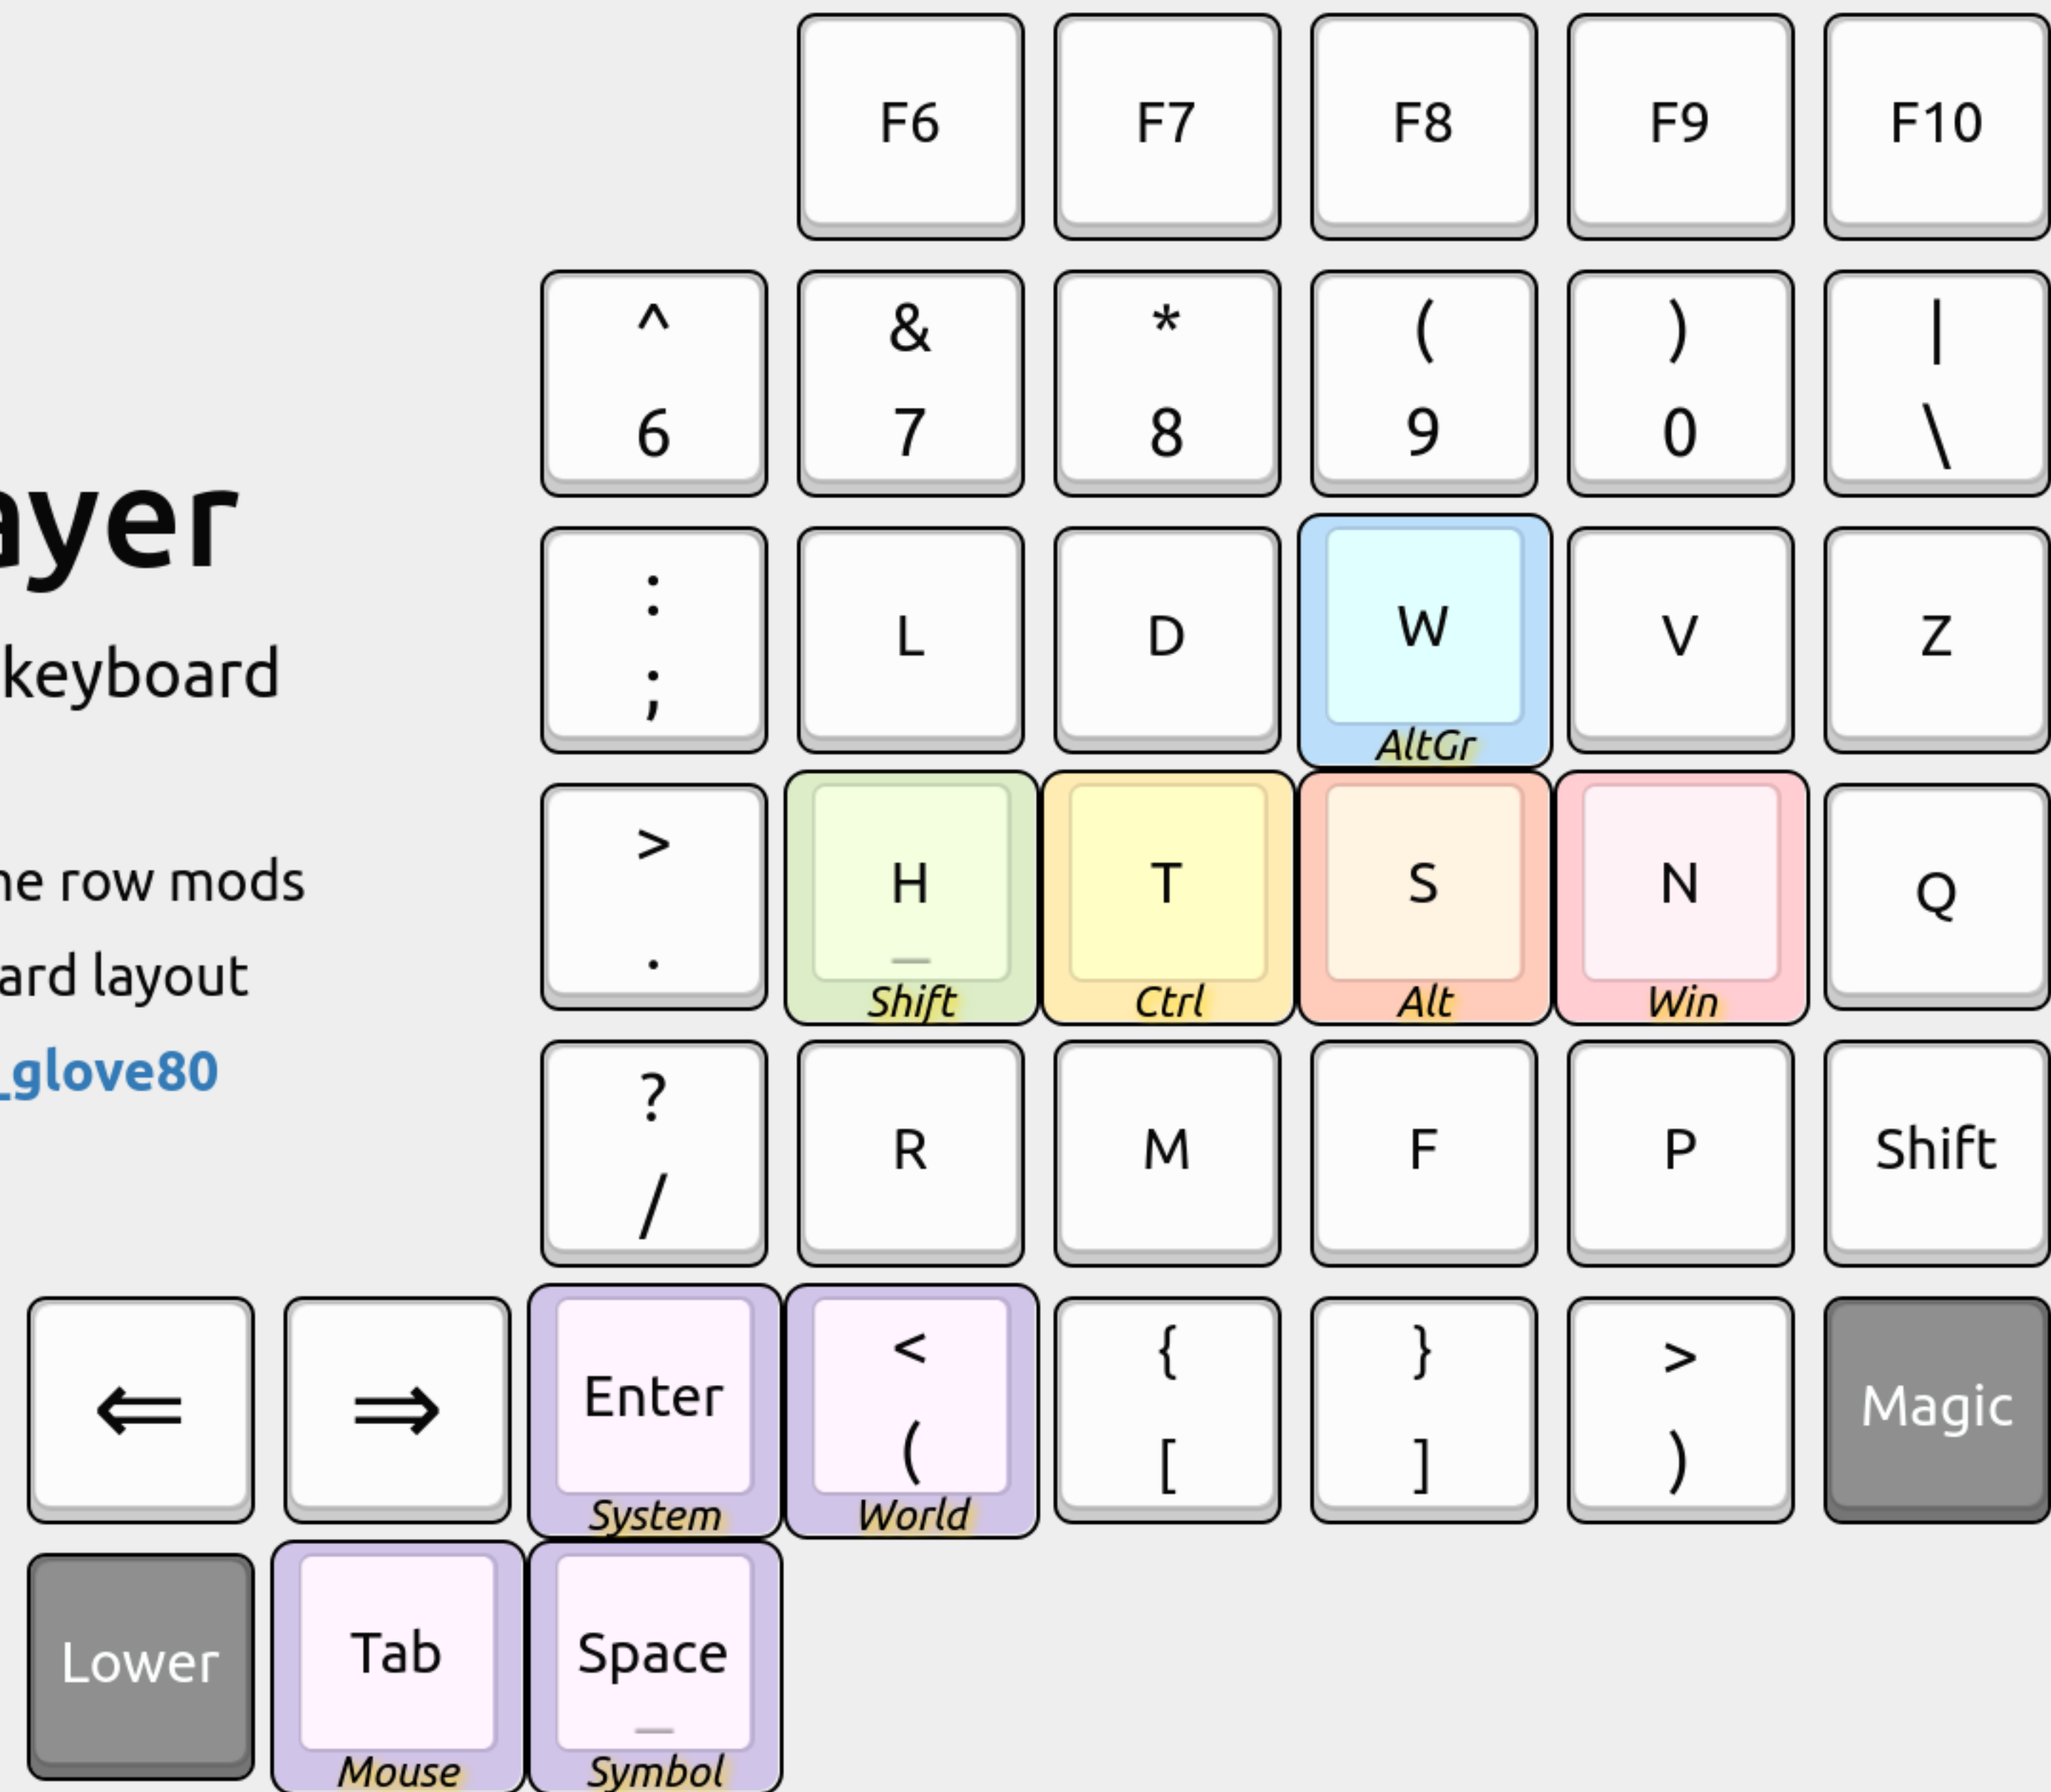 F6 F7 F8 F9 F10
^ & * ( ) |
6 7 8 9 0 \
ayer
: L D W V Z
;
AltGr
keyboard
> H T S N Q
.
Shift Ctrl Alt Win
ne row mods
ard layout
_glove80
? R M F P Shift
/
⇐ ⇒ Enter < { } > Magic
( [ ] )
System World
Lower Tab Space
Mouse Symbol